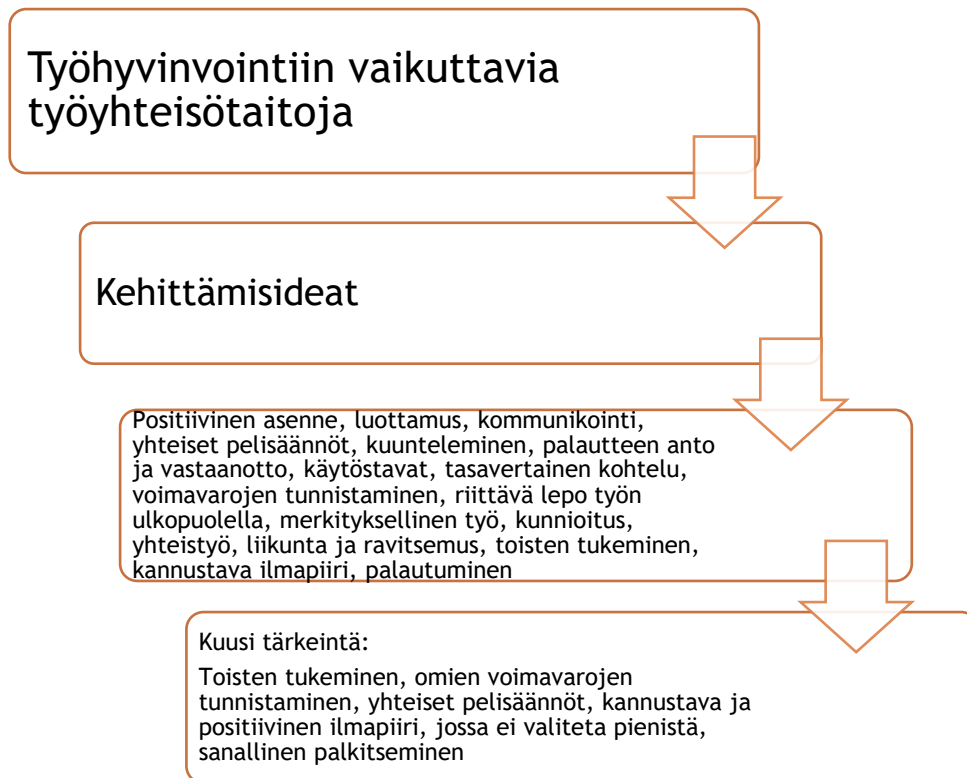 Työhyvinvointiin vaikuttavia
työyhteisötaitoja
Kehittämisideat
Positiivinen asenne, luottamus, kommunikointi,
yhteiset pelisäännöt, kuunteleminen, palautteen anto
ja vastaanotto, käytöstavat, tasavertainen kohtelu,
voimavarojen tunnistaminen, riittävä lepo työn
ulkopuolella, merkityksellinen työ, kunnioitus,
yhteistyö, liikunta ja ravitsemus, toisten tukeminen,
kannustava ilmapiiri, palautuminen
Kuusi tärkeintä:
Toisten tukeminen, omien voimavarojen
tunnistaminen, yhteiset pelisäännöt, kannustava ja
positiivinen ilmapiiri, jossa ei valiteta pienistä,
sanallinen palkitseminen